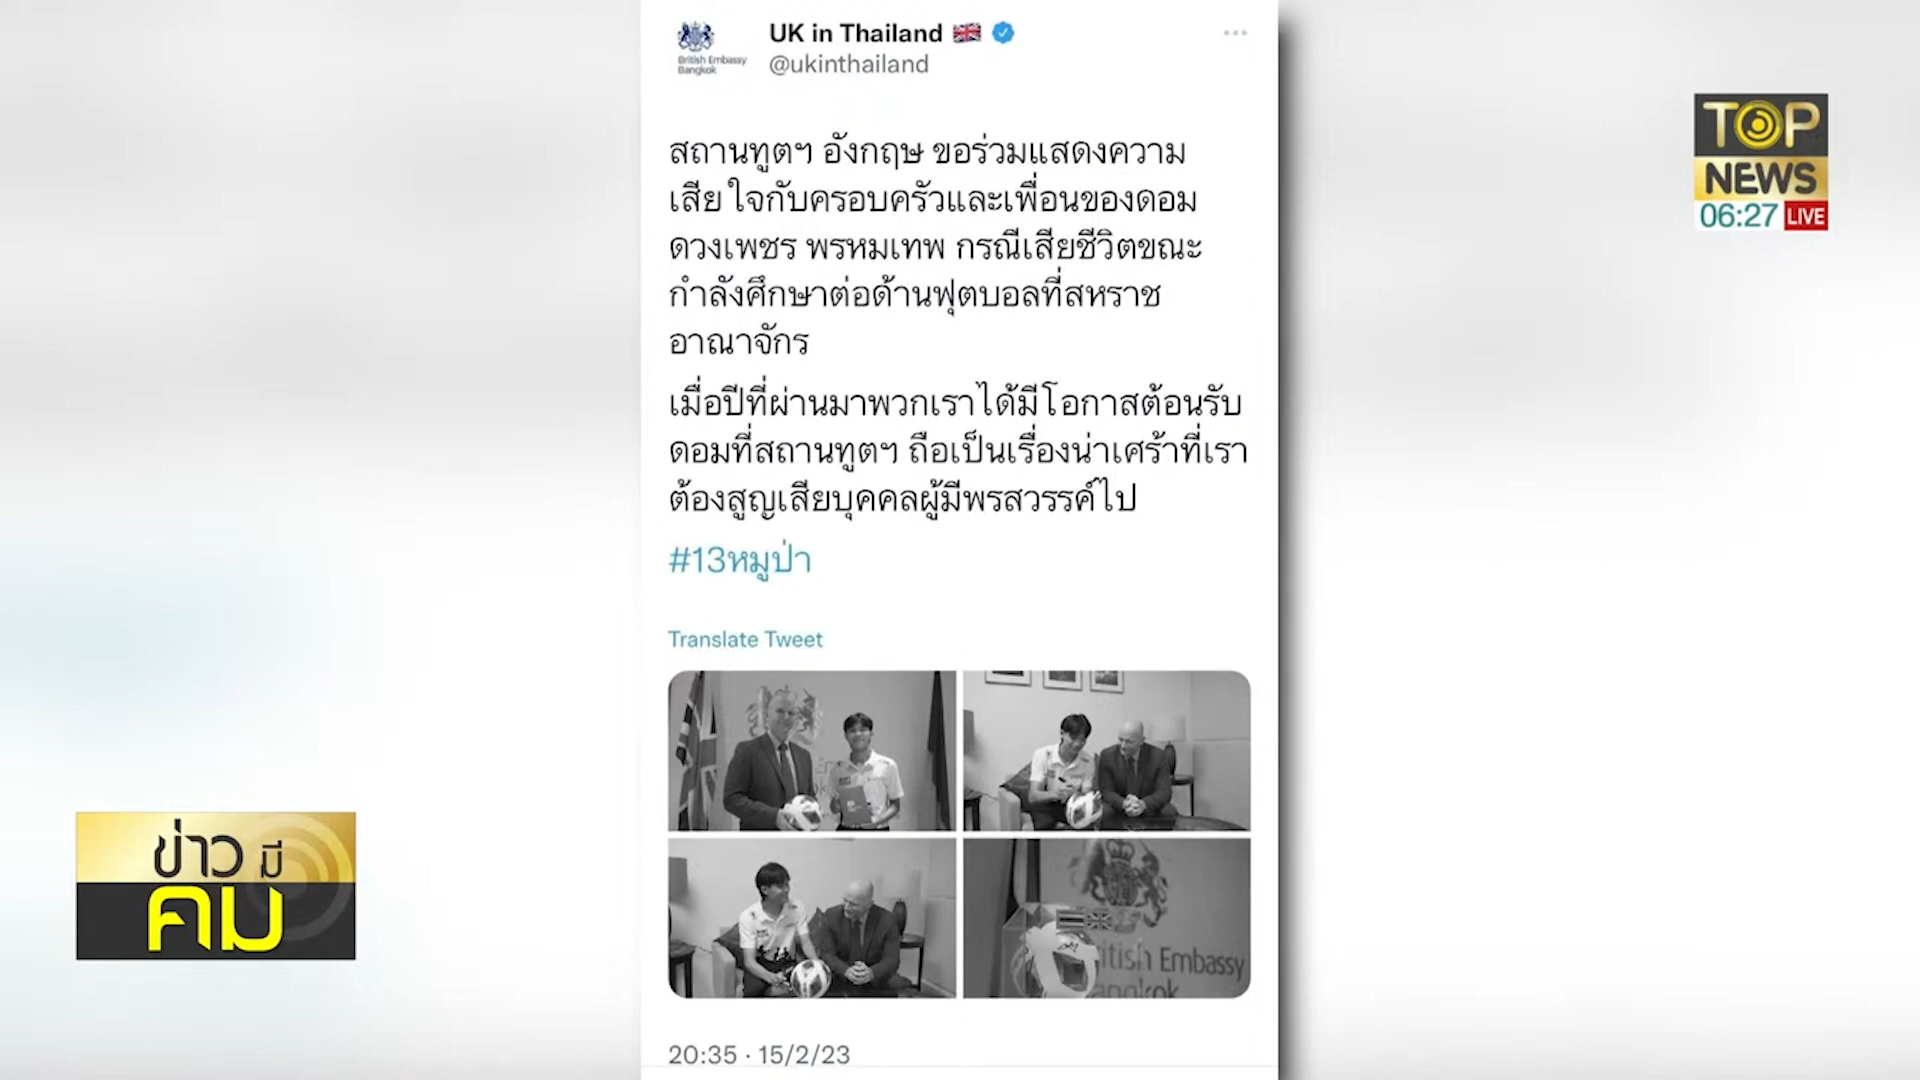 UK in Thailand
@ukinthailand
British Embassy
Bangkok
สถานทูตฯ อังกฤษ ขอร่วมแสดงความ
เสียใจกับครอบครัวและเพื่อนของดอม
ดวงเพชร พรหมเทพ กรณีเสียชีวิตขณะ
กำลังศึกษาต่อด้านฟุตบอลที่สหราช
อาณาจักร
เมื่อปีที่ผ่านมาพวกเราได้มีโอกาสต้อนรับ
ดอมที่สถานทูตฯ ถือเป็นเรื่องน่าเศร้าที่เรา
ต้องสูญเสียบุคคลผู้มีพรสวรรค์ไป
#13หมูป่า
Translate Tweet
itish Embassy
angkok
20:35 · 15/2/23
TOP
NEWS
06:27 LIVE
ข่าวมี
คม